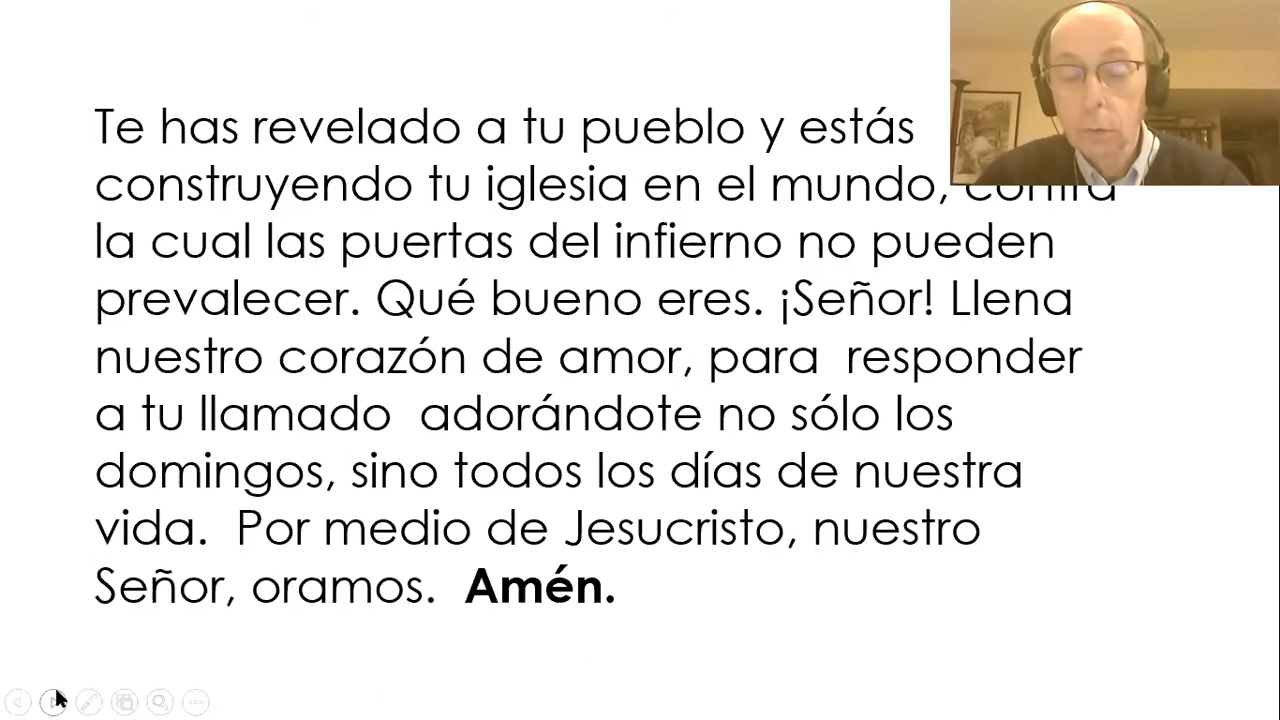 Te has revelado a tu pueblo y estás
construyendo tu iglesia en el mundo, contra
la cual las puertas del infierno no pueden
prevalecer. Qué bueno eres. ¡Señor! Llena
nuestro corazón de amor, para  responder
a tu llamado  adorándote no sólo los
domingos, sino todos los días de nuestra
vida.  Por medio de Jesucristo, nuestro
Señor, oramos.  Amén.